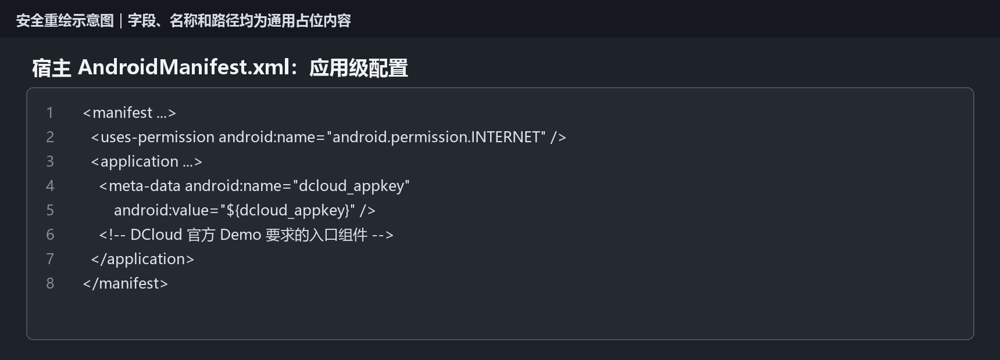 安全重绘示意图｜字段、名称和路径均为通用占位内容
宿主 AndroidManifest.xml：应用级配置
1 <manifest ...>
2 <uses-permission android:name="android.permission.INTERNET" />
3 <application ...>
4 <meta-data android:name="dcloud_appkey"
5 android:value="${dcloud_appkey}" />
6 <!-- DCloud 官方 Demo 要求的入口组件 -->
7 </application>
8 </manifest>